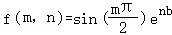 f(m, n)=sin (mπ/2)e^nb